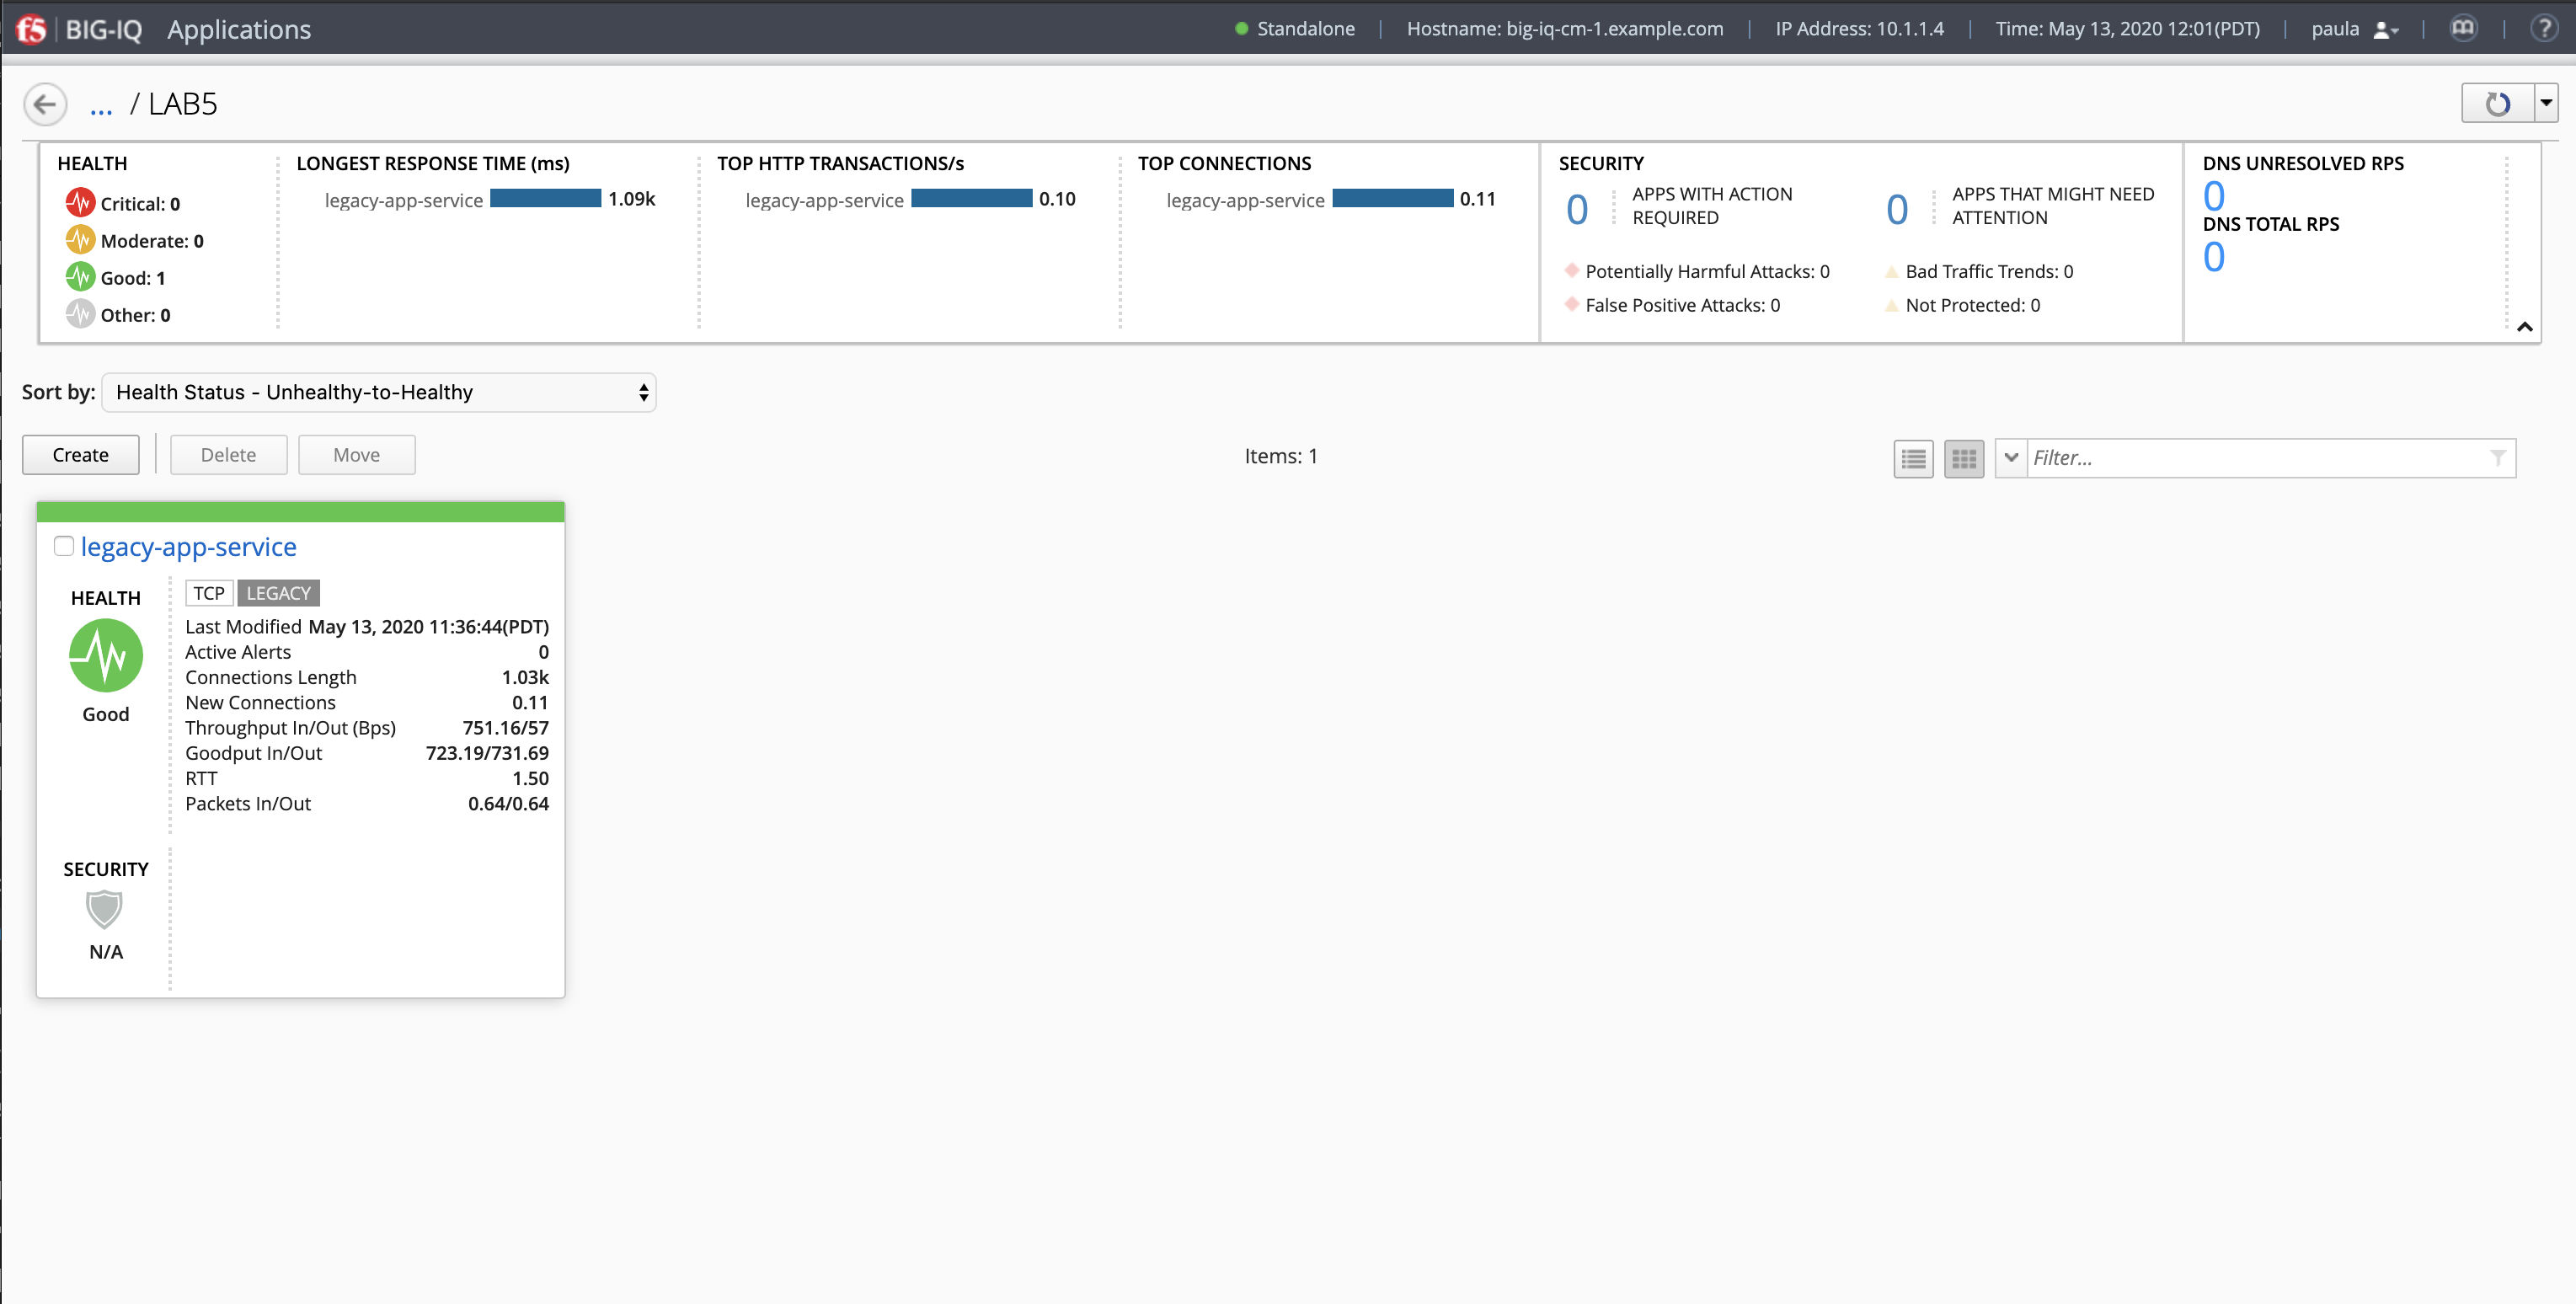 f5 BIG-IQ Applications
Standalone
Hostname: big-iq-cm-1.example.com
IP Address: 10.1.1.4
Time: May 13, 2020 12:01(PDT)
paula
?
... / LAB5
HEALTH
Critical: 0
Moderate: 0
Good: 1
Other: 0
LONGEST RESPONSE TIME (ms)
legacy-app-service 1.09k
TOP HTTP TRANSACTIONS/s
legacy-app-service 0.10
TOP CONNECTIONS
legacy-app-service 0.11
SECURITY
0 APPS WITH ACTION
REQUIRED
0 APPS THAT MIGHT NEED
ATTENTION
Potentially Harmful Attacks: 0
False Positive Attacks: 0
Bad Traffic Trends: 0
Not Protected: 0
DNS UNRESOLVED RPS
0
DNS TOTAL RPS
0
Sort by: Health Status - Unhealthy-to-Healthy
Create Delete Move
Items: 1
Filter...
legacy-app-service
HEALTH
Good
TCP LEGACY
Last Modified May 13, 2020 11:36:44(PDT)
Active Alerts 0
Connections Length 1.03k
New Connections 0.11
Throughput In/Out (Bps) 751.16/57
Goodput In/Out 723.19/731.69
RTT 1.50
Packets In/Out 0.64/0.64
SECURITY
N/A